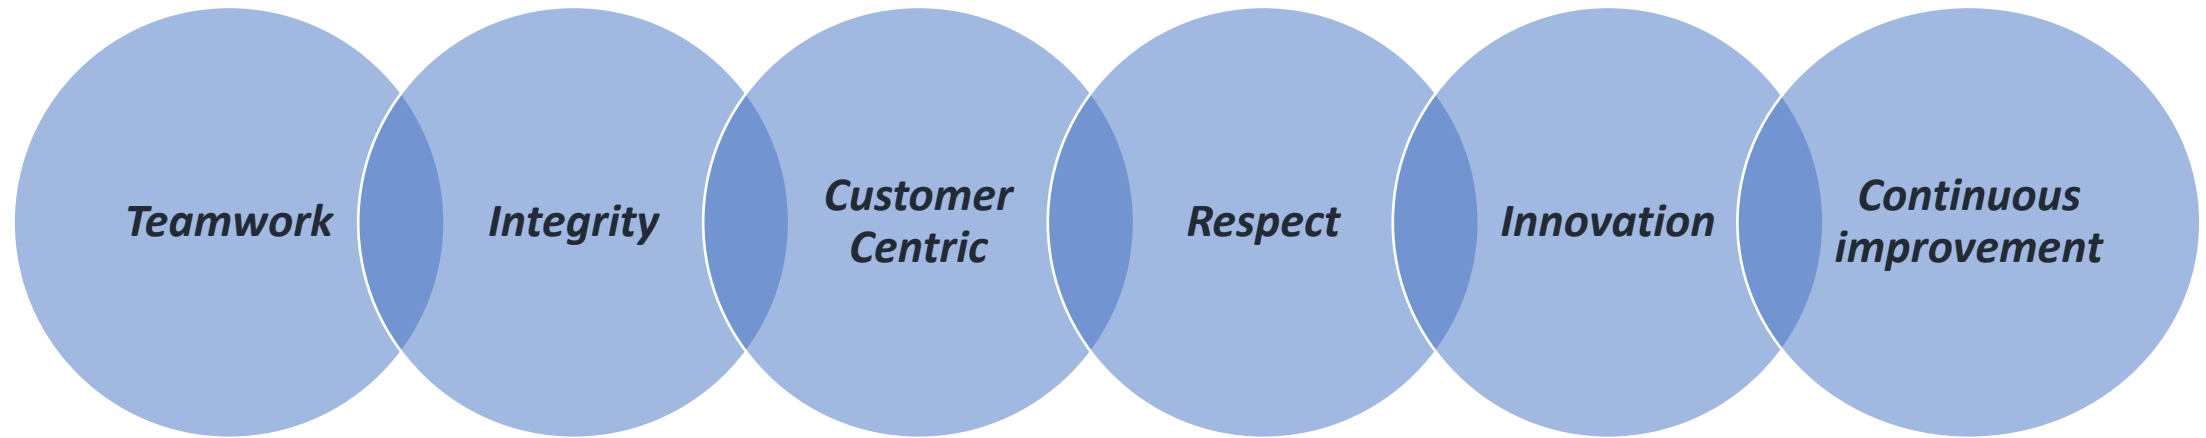 Teamwork
Integrity
Customer
Centric
Respect
Innovation
Continuous
improvement